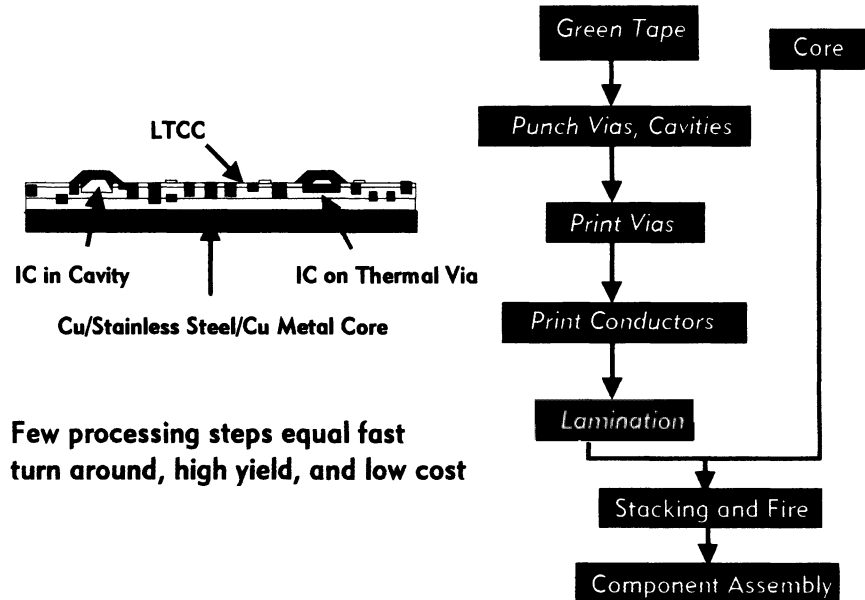 LTCC
IC in Cavity
IC on Thermal Via
Cu/Stainless Steel/Cu Metal Core
Few processing steps equal fast
turn around, high yield, and low cost
Green Tape
Core
Punch Vias, Cavities
Print Vias
Print Conductors
Lamination
Stacking and Fire
Component Assembly